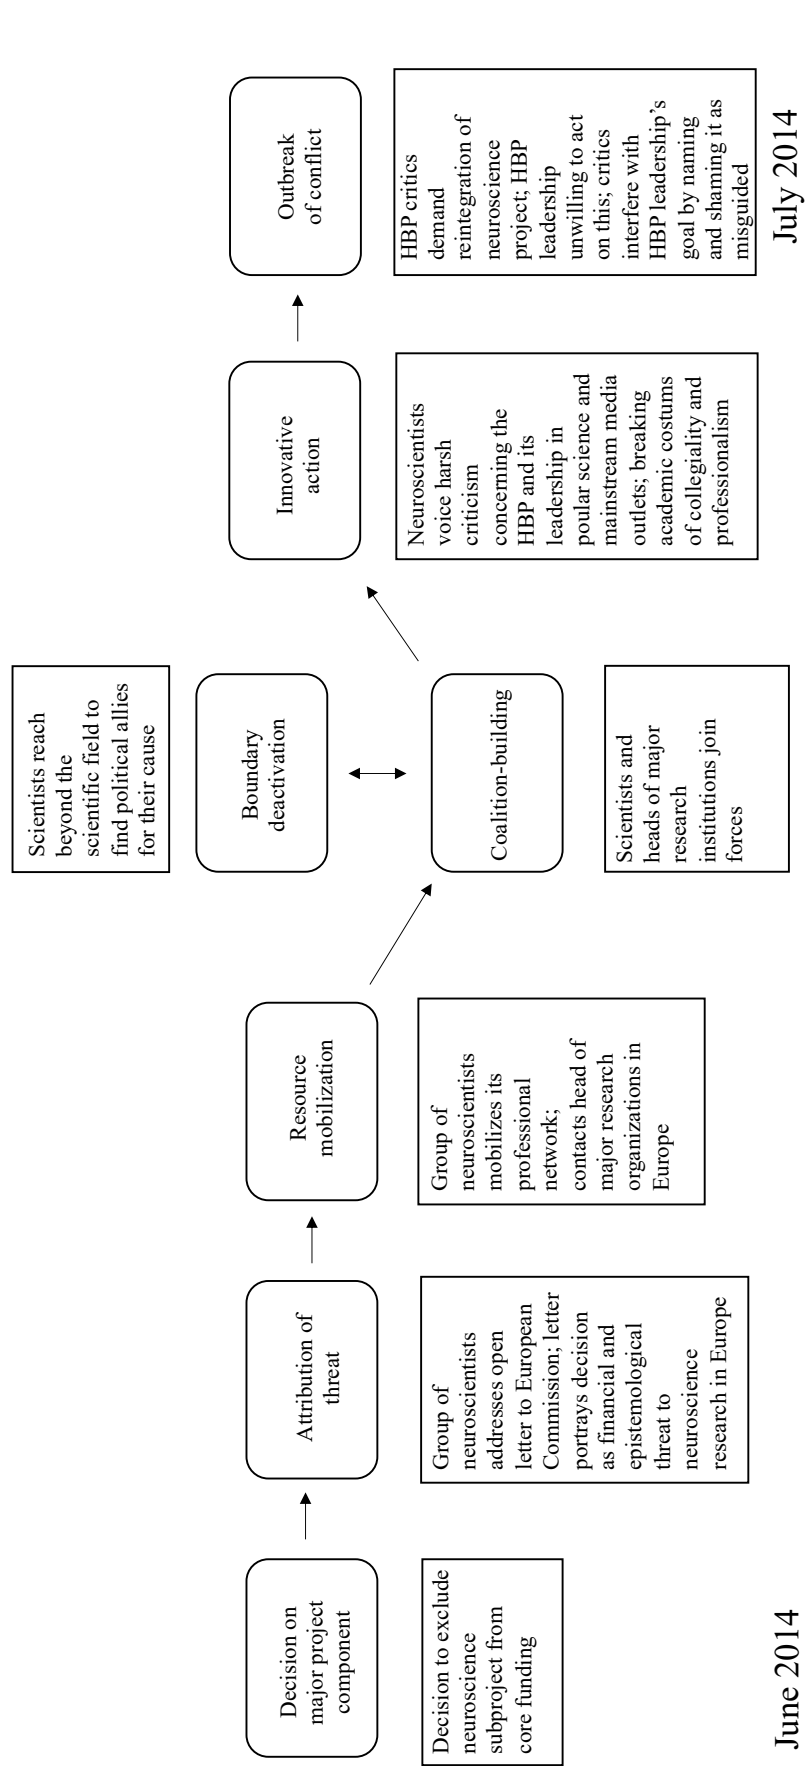 Decision on
major project
component
Decision to exclude
neuroscience
subproject from
core funding
June 2014
Attribution of
threat
Group of
neuroscientists
addresses open
letter to European
Commission; letter
portrays decision
as financial and
epistemological
threat to
neuroscience
research in Europe
Resource
mobilization
Group of
neuroscientists
mobilizes its
professional
network;
contacts head of
major research
organizations in
Europe
Scientists reach
beyond the
scientific field to
find political allies
for their cause
Boundary
deactivation
Coalition-building
Scientists and
heads of major
research
institutions join
forces
Innovative
action
Neuroscientists
voice harsh
criticism
concerning the
HBP and its
leadership in
poular science and
mainstream media
outlets; breaking
academic costums
of collegiality and
professionalism
Outbreak
of conflict
HBP critics
demand
reintegration of
neuroscience
project; HBP
leadership
unwilling to act
on this; critics
interfere with
HBP leadership’s
goal by naming
and shaming it as
misguided
July 2014